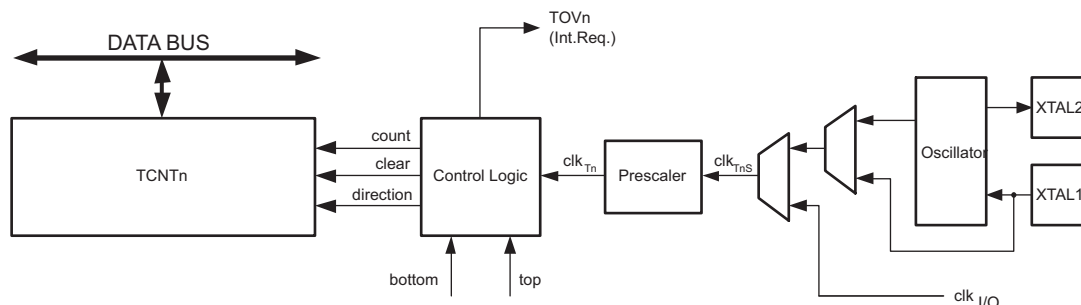 TOVn
(Int.Req.)
DATA BUS
TCNTn
count
clear
direction
Control Logic
clkTn
Prescaler
clkTnS
Oscillator
XTAL2
XTAL1
bottom
top
clk I/O